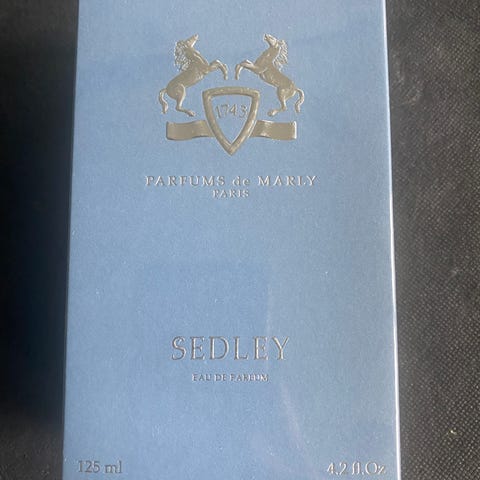 1743
PARFUMS de MARLY
PARIS
SEDLEY
EAU DE PARFUM
125 ml 4.2 fl.Oz